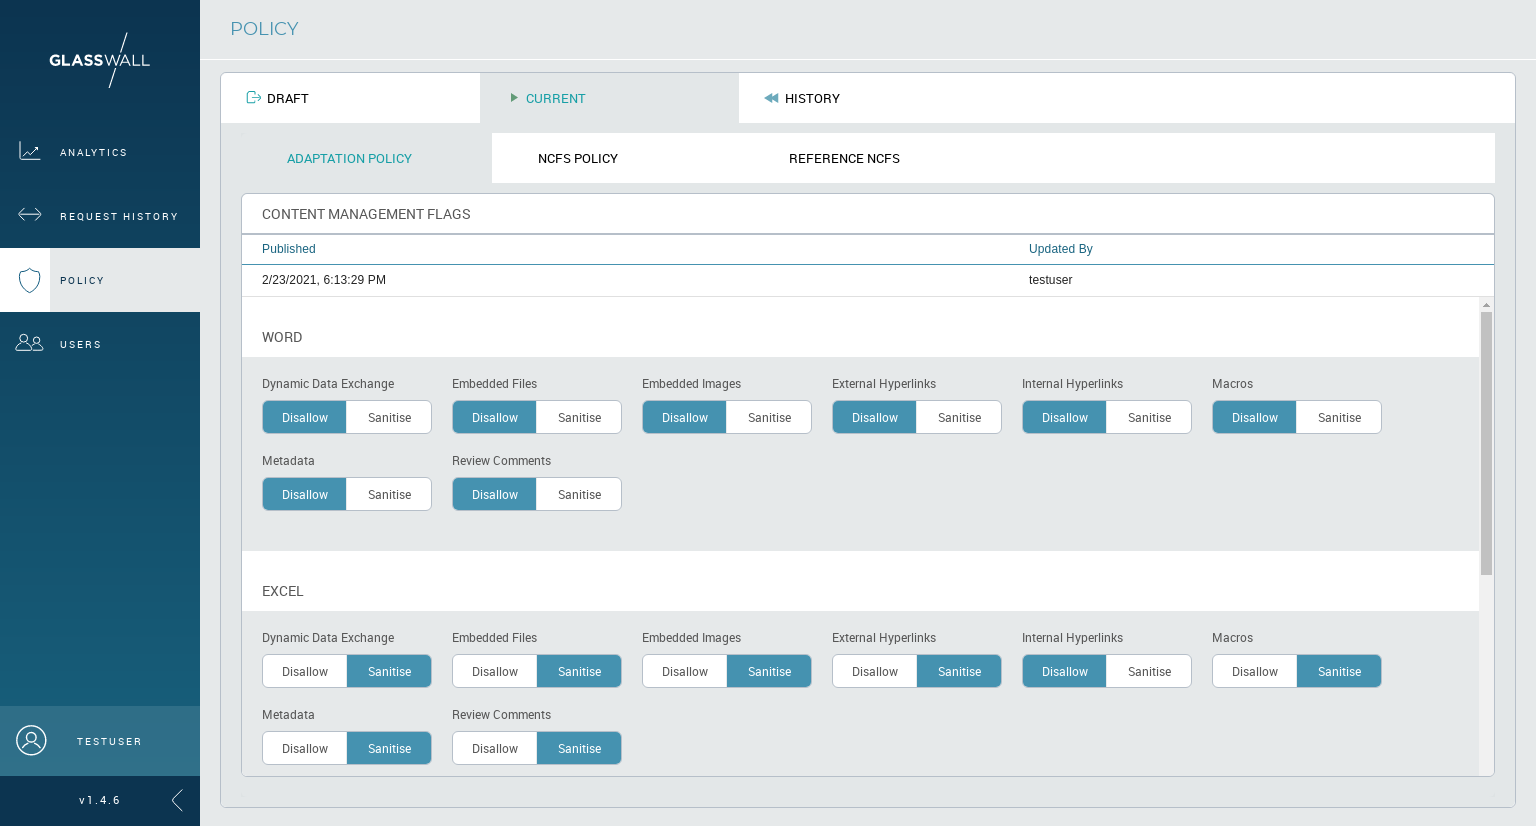 GLASSWALL
ANALYTICS
REQUEST HISTORY
POLICY
USERS
TESTUSER
v1.4.6
POLICY
DRAFT CURRENT HISTORY
ADAPTATION POLICY NCFS POLICY REFERENCE NCFS
CONTENT MANAGEMENT FLAGS
Published Updated By
2/23/2021, 6:13:29 PM testuser
WORD
Dynamic Data Exchange Embedded Files Embedded Images External Hyperlinks Internal Hyperlinks Macros
Disallow Sanitise Disallow Sanitise Disallow Sanitise Disallow Sanitise Disallow Sanitise Disallow Sanitise
Metadata Review Comments
Disallow Sanitise Disallow Sanitise
EXCEL
Dynamic Data Exchange Embedded Files Embedded Images External Hyperlinks Internal Hyperlinks Macros
Disallow Sanitise Disallow Sanitise Disallow Sanitise Disallow Sanitise Disallow Sanitise Disallow Sanitise
Metadata Review Comments
Disallow Sanitise Disallow Sanitise